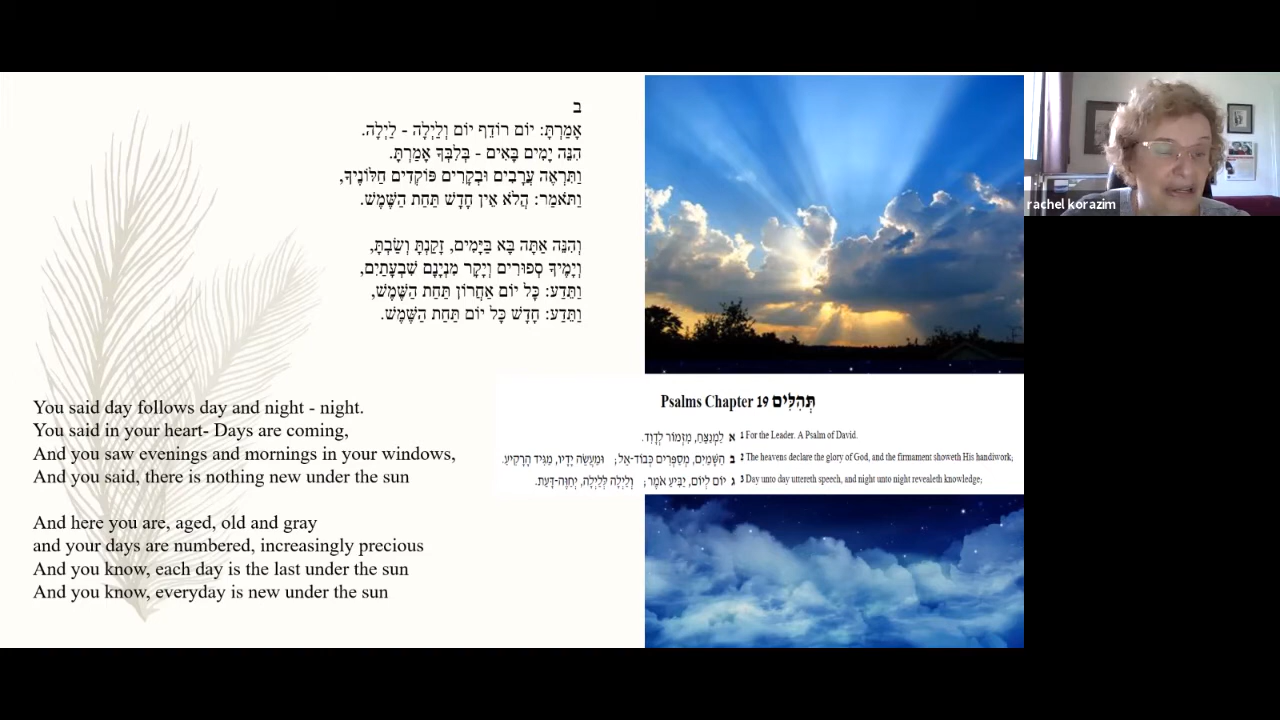 ב
אָמַרְתָּ: יוֹם רוֹדֵף יוֹם וְלַיְלָה - לַיְלָה.
הִנֵּה יָמִים בָּאִים - בְּלִבְּךָ אָמַרְתָּ.
וַתִּרְאֶה עֲרָבִים וּבְקָרִים פּוֹקְדִים חַלּוֹנֶיךָ,
וַתֹּאמַר: הֲלֹא אֵין חָדָשׁ תַּחַת הַשֶּׁמֶשׁ.
וְהִנֵּה אַתָּה בָּא בַּיָּמִים, זָקַנְתָּ וְשַׂבְתָּ,
וְיָמֶיךָ סְפוּרִים וְיָקָר מִנְיָנָם שִׁבְעָתַיִם,
וַתֵּדַע: כָּל יוֹם אַחֲרוֹן תַּחַת הַשֶּׁמֶשׁ,
וַתֵּדַע: חָדָשׁ כָּל יוֹם תַּחַת הַשֶּׁמֶשׁ.
You said day follows day and night - night.
You said in your heart- Days are coming,
And you saw evenings and mornings in your windows,
And you said, there is nothing new under the sun
And here you are, aged, old and gray
and your days are numbered, increasingly precious
And you know, each day is the last under the sun
And you know, everyday is new under the sun
Psalms Chapter 19 תְּהִלִּים
א לַמְנַצֵּחַ, מִזְמוֹר לְדָוִד. 1 For the Leader. A Psalm of David.
ב הַשָּׁמַיִם, מְסַפְּרִים כְּבוֹד-אֵל; וּמַעֲשֵׂה יָדָיו, מַגִּיד הָרָקִיעַ. 2 The heavens declare the glory of God, and the firmament showeth His handiwork;
ג יוֹם לְיוֹם, יַבִּיעַ אֹמֶר; וְלַיְלָה לְּלַיְלָה, יְחַוֶּה-דָּעַת. 3 Day unto day uttereth speech, and night unto night revealeth knowledge;
rachel korazim